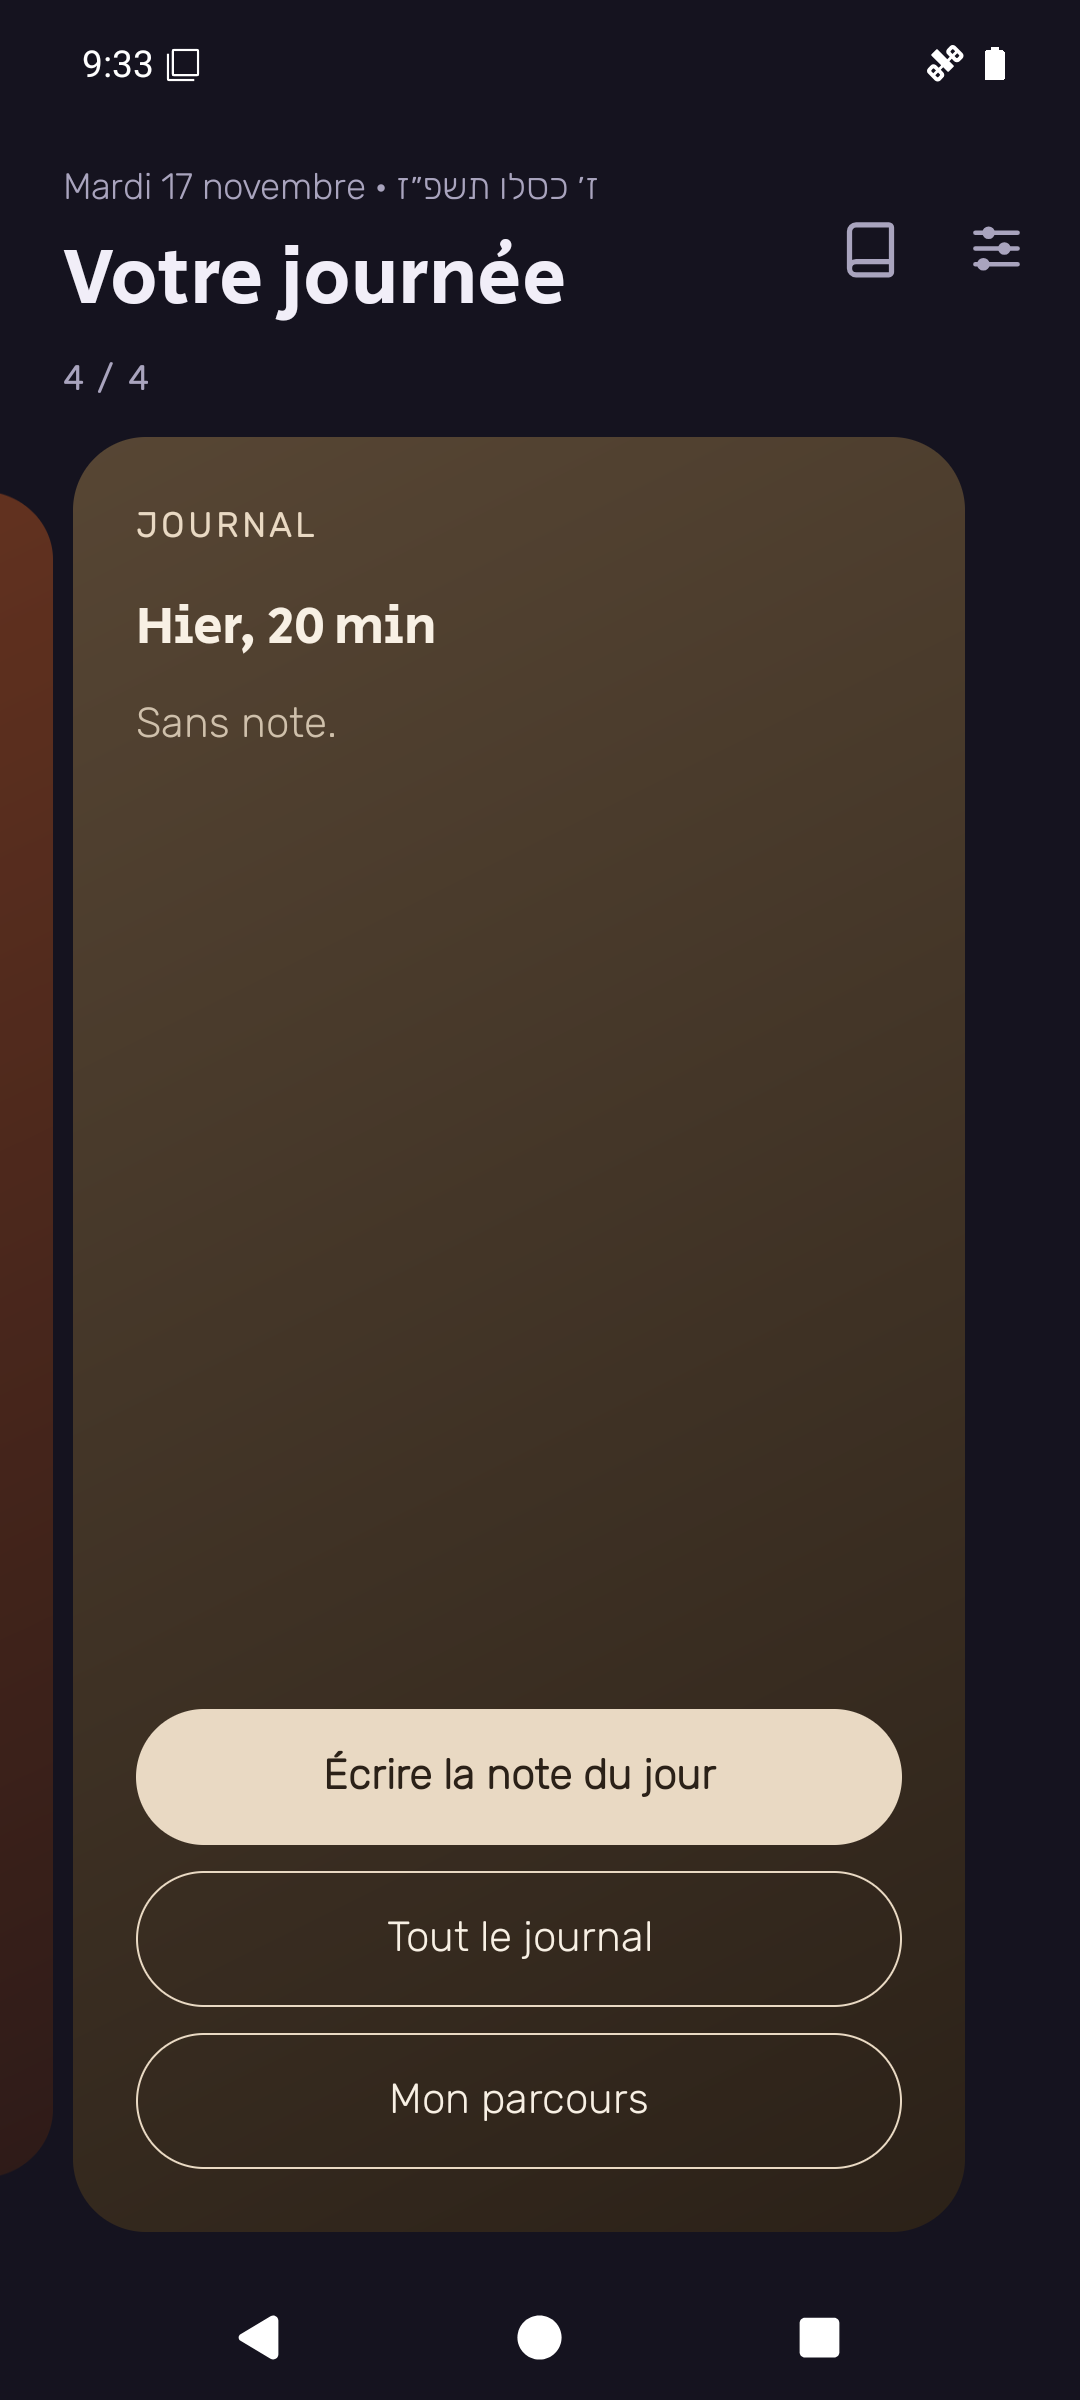 9:33
Mardi 17 novembre • ז׳ כסלו תשפ״ז
Votre journée
4 / 4
JOURNAL
Hier, 20 min
Sans note.
Écrire la note du jour
Tout le journal
Mon parcours